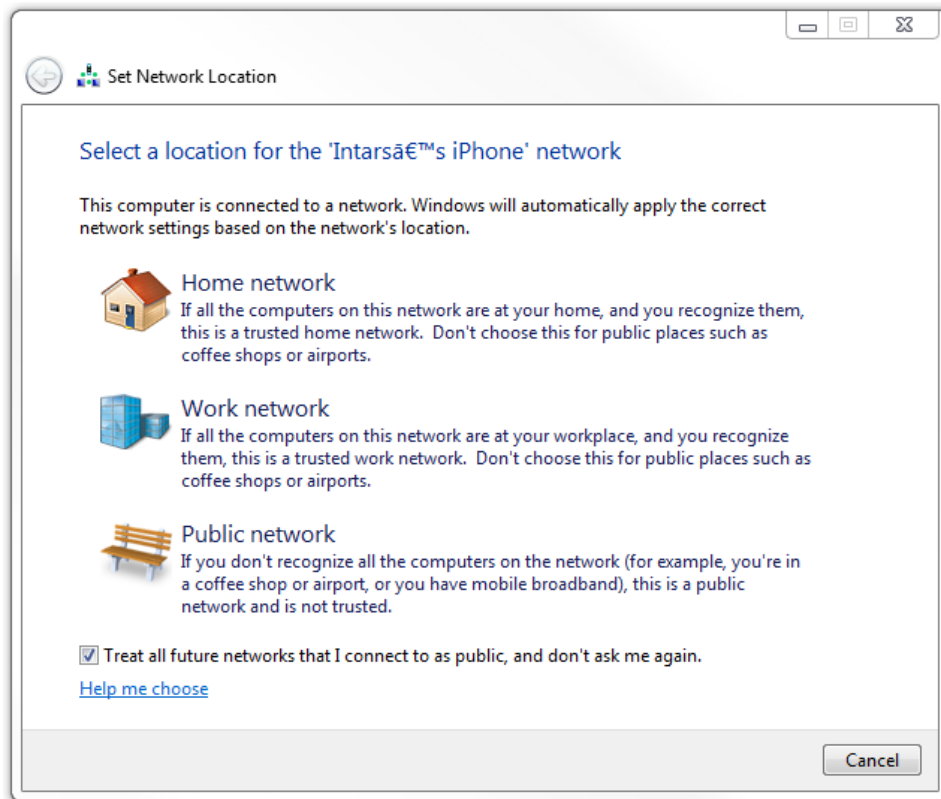 Set Network Location
Select a location for the 'Intarsā€™s iPhone' network
This computer is connected to a network. Windows will automatically apply the correct
network settings based on the network's location.
Home network
If all the computers on this network are at your home, and you recognize them,
this is a trusted home network.  Don't choose this for public places such as
coffee shops or airports.
Work network
If all the computers on this network are at your workplace, and you recognize
them, this is a trusted work network.  Don't choose this for public places such as
coffee shops or airports.
Public network
If you don't recognize all the computers on the network (for example, you're in
a coffee shop or airport, or you have mobile broadband), this is a public
network and is not trusted.
Treat all future networks that I connect to as public, and don't ask me again.
Help me choose
Cancel